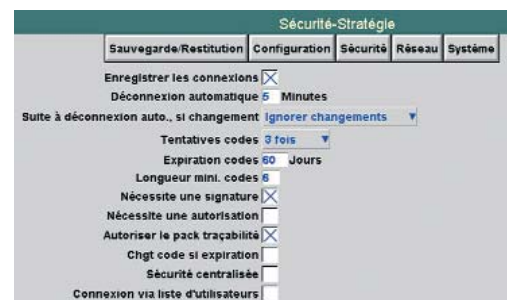 Sécurité-Stratégie
Sauvegarde/Restitution Configuration Sécurité Réseau Système
Enregistrer les connexions
Déconnexion automatique 5 Minutes
Suite à déconnexion auto., si changement Ignorer changements
Tentatives codes 3 fois
Expiration codes 60 Jours
Longueur mini. codes 6
Nécessite une signature
Nécessite une autorisation
Autoriser le pack traçabilité
Chgt code si expiration
Sécurité centralisée
Connexion via liste d'utilisateurs